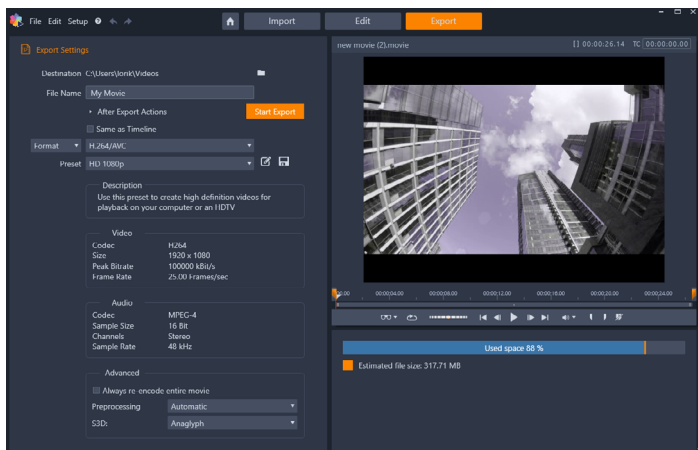 File Edit Setup
Import
Edit
Export
Export Settings
Destination C:\Users\lorik\Videos
File Name My Movie
After Export Actions
Start Export
Same as Timeline
Format H.264/AVC
Preset HD 1080p
Description
Use this preset to create high definition videos for
playback on your computer or an HDTV
Video
Codec H264
Size 1920 x 1080
Peak Bitrate 100000 kBit/s
Frame Rate 25.00 Frames/sec
Audio
Codec MPEG-4
Sample Size 16 Bit
Channels Stereo
Sample Rate 48 kHz
Advanced
Always re-encode entire movie
Preprocessing Automatic
S3D: Anaglyph
new movie (2).movie
[] 00:00:26.14 TC 00:00:00.00
00:00;04.00 00:00;08.00 00:00;12.00 00:00;16.00 00:00;20.00 00:00;24.00
Used space 88 %
Estimated file size: 317.71 MB